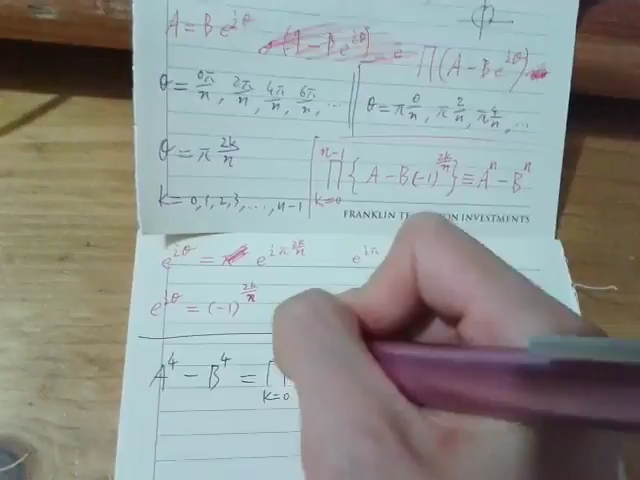 A = B e^{iθ}
∏(A − B e^{iθ})
θ = 0π/n, 2π/n, 4π/n, 6π/n, ...
θ = π 0/n, π 2/n, π 4/n, ...
θ = π 2k/n
k = 0, 1, 2, 3, ..., n−1
n−1 ∏ k=0 { A − B(−1)^{2k/n} } ≡ A^n − B^n
FRANKLIN INVESTMENTS
e^{iθ} = e^{iπ 2k/n} e^{iπ}
e^{iθ} = (−1)^{2k/n}
A^4 − B^4 = ∏ k=0